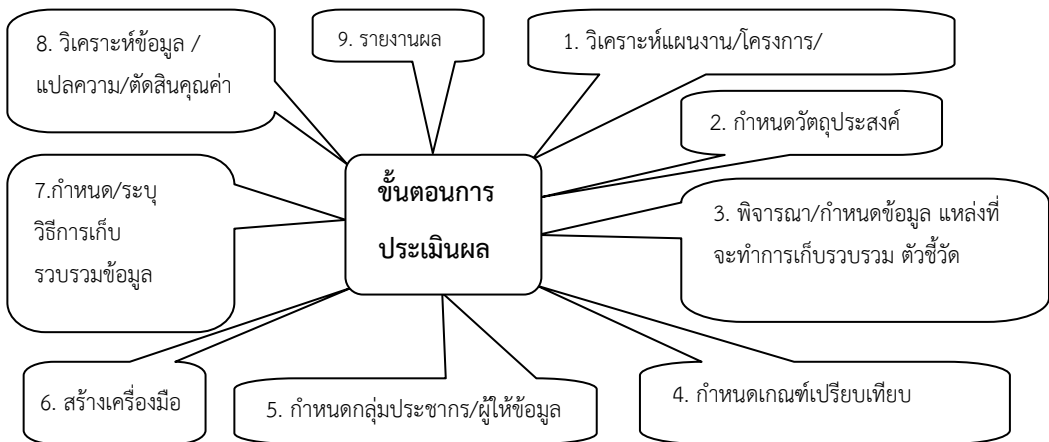 ขั้นตอนการ
ประเมินผล
1. วิเคราะห์แผนงาน/โครงการ/
2. กำหนดวัตถุประสงค์
3. พิจารณา/กำหนดข้อมูล แหล่งที่
จะทำการเก็บรวบรวม ตัวชี้วัด
4. กำหนดเกณฑ์เปรียบเทียบ
5. กำหนดกลุ่มประชากร/ผู้ให้ข้อมูล
6. สร้างเครื่องมือ
7.กำหนด/ระบุ
วิธีการเก็บ
รวบรวมข้อมูล
8. วิเคราะห์ข้อมูล /
แปลความ/ตัดสินคุณค่า
9. รายงานผล